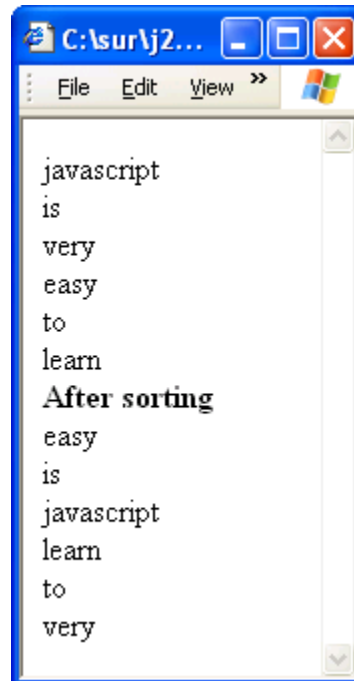 C:\sur\j2...
File Edit View »
javascript
is
very
easy
to
learn
After sorting
easy
is
javascript
learn
to
very